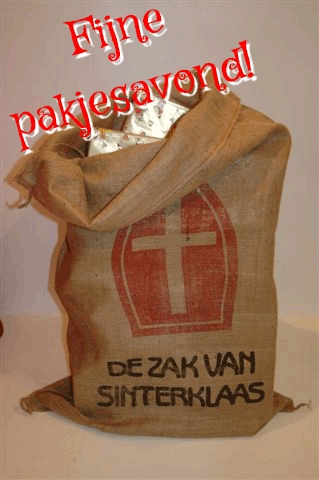 Fijne
pakjesavond!
DE ZAK VAN
SINTERKLAAS